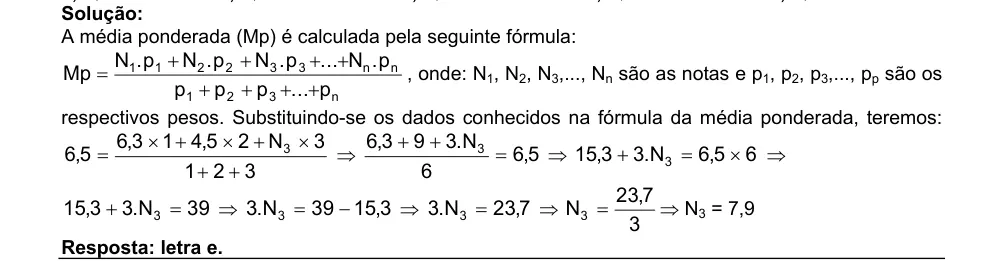 Solução:
A média ponderada (Mp) é calculada pela seguinte fórmula:
Mp = (N₁.p₁ + N₂.p₂ + N₃.p₃ +...+Nₙ.pₙ) / (p₁ + p₂ + p₃ +...+pₙ) , onde: N₁, N₂, N₃,..., Nₙ são as notas e p₁, p₂, p₃,..., pₚ são os
respectivos pesos. Substituindo-se os dados conhecidos na fórmula da média ponderada, teremos:
6,5 = (6,3 × 1 + 4,5 × 2 + N₃ × 3) / (1 + 2 + 3) ⇒ (6,3 + 9 + 3.N₃) / 6 = 6,5 ⇒ 15,3 + 3.N₃ = 6,5 × 6 ⇒
15,3 + 3.N₃ = 39 ⇒ 3.N₃ = 39 − 15,3 ⇒ 3.N₃ = 23,7 ⇒ N₃ = 23,7 / 3 ⇒ N₃ = 7,9
Resposta: letra e.